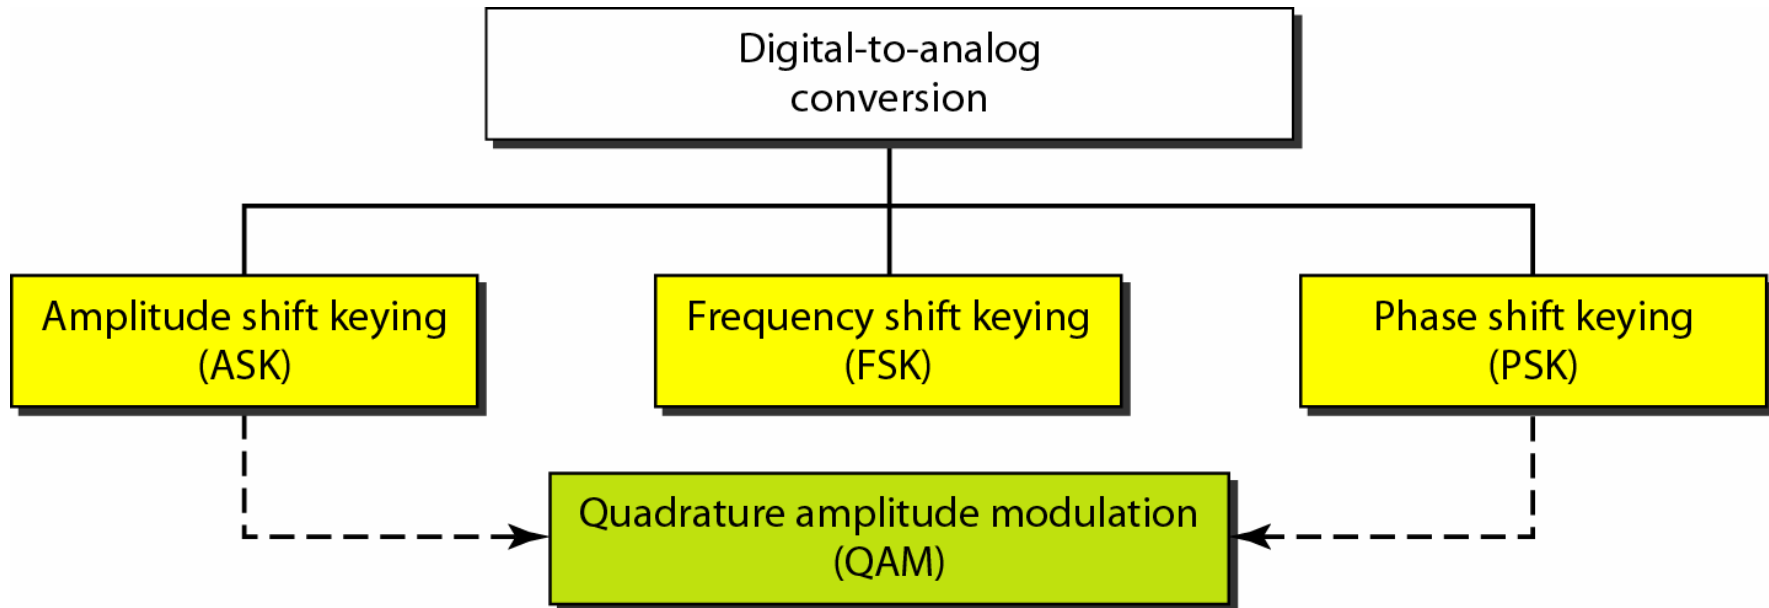 Digital-to-analog
conversion
Amplitude shift keying
(ASK)
Frequency shift keying
(FSK)
Phase shift keying
(PSK)
Quadrature amplitude modulation
(QAM)